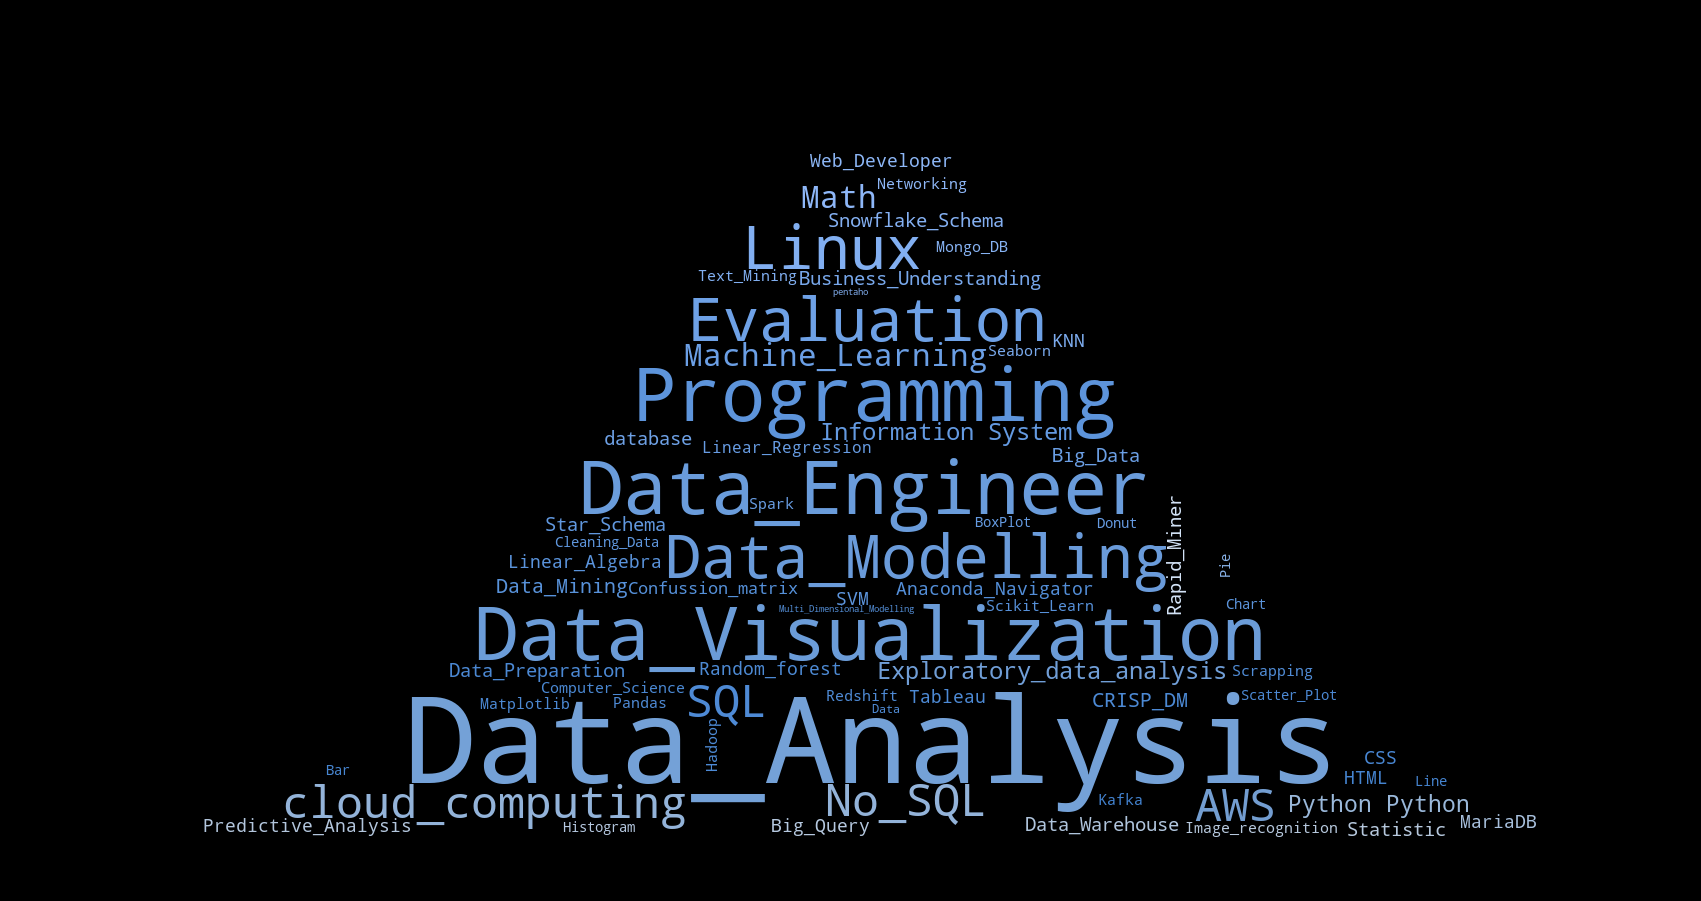 Web_Developer
Networking
Math
Snowflake_Schema
Linux
Mongo_DB
Text_Mining
Business_Understanding
pentaho
Evaluation
KNN
Machine_Learning
Seaborn
Programming
Information System
database
Linear_Regression
Big_Data
Data_Engineer
Spark
Star_Schema
BoxPlot
Donut
Rapid_Miner
Cleaning_Data
Data_Modelling
Linear_Algebra
Pie
Data_Mining
Confussion_matrix
Anaconda_Navigator
SVM
Multi_Dimensional_Modelling
Scikit_Learn
Chart
Data_Visualization
Data_Preparation
Random_forest
Exploratory_data_analysis
Scrapping
Computer_Science
Matplotlib
Pandas
SQL
Redshift
Tableau
Data
CRISP_DM
Scatter_Plot
Data_Analysis
Hadoop
CSS
Bar
HTML
Line
cloud_computing
No_SQL
Kafka
AWS
Python Python
Predictive_Analysis
Histogram
Big_Query
Data_Warehouse
Image_recognition
Statistic
MariaDB